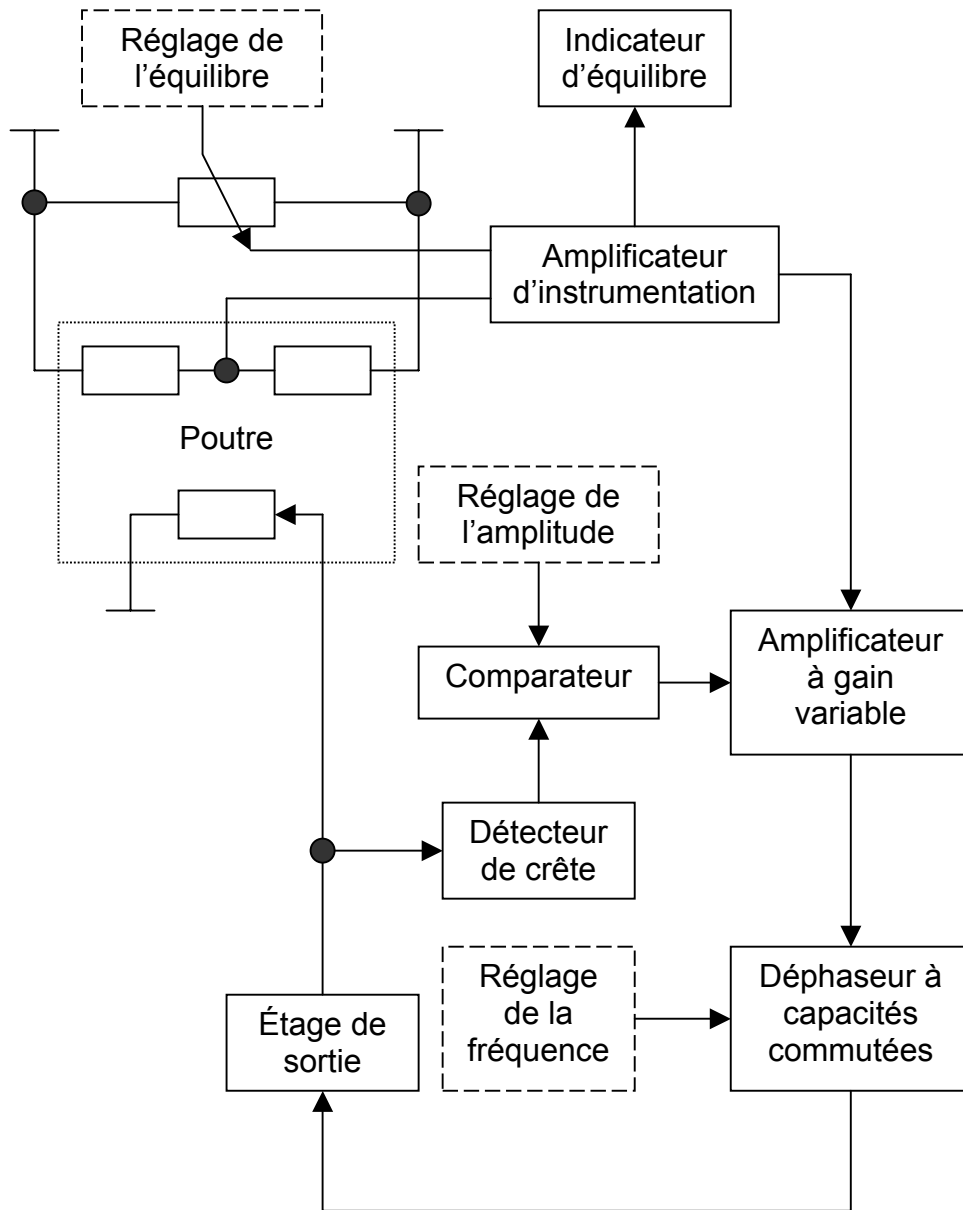 Réglage de
l’équilibre
Indicateur
d’équilibre
Amplificateur
d’instrumentation
Poutre
Réglage de
l’amplitude
Comparateur
Amplificateur
à gain
variable
Détecteur
de crête
Réglage
de la
fréquence
Déphaseur à
capacités
commutées
Étage de
sortie